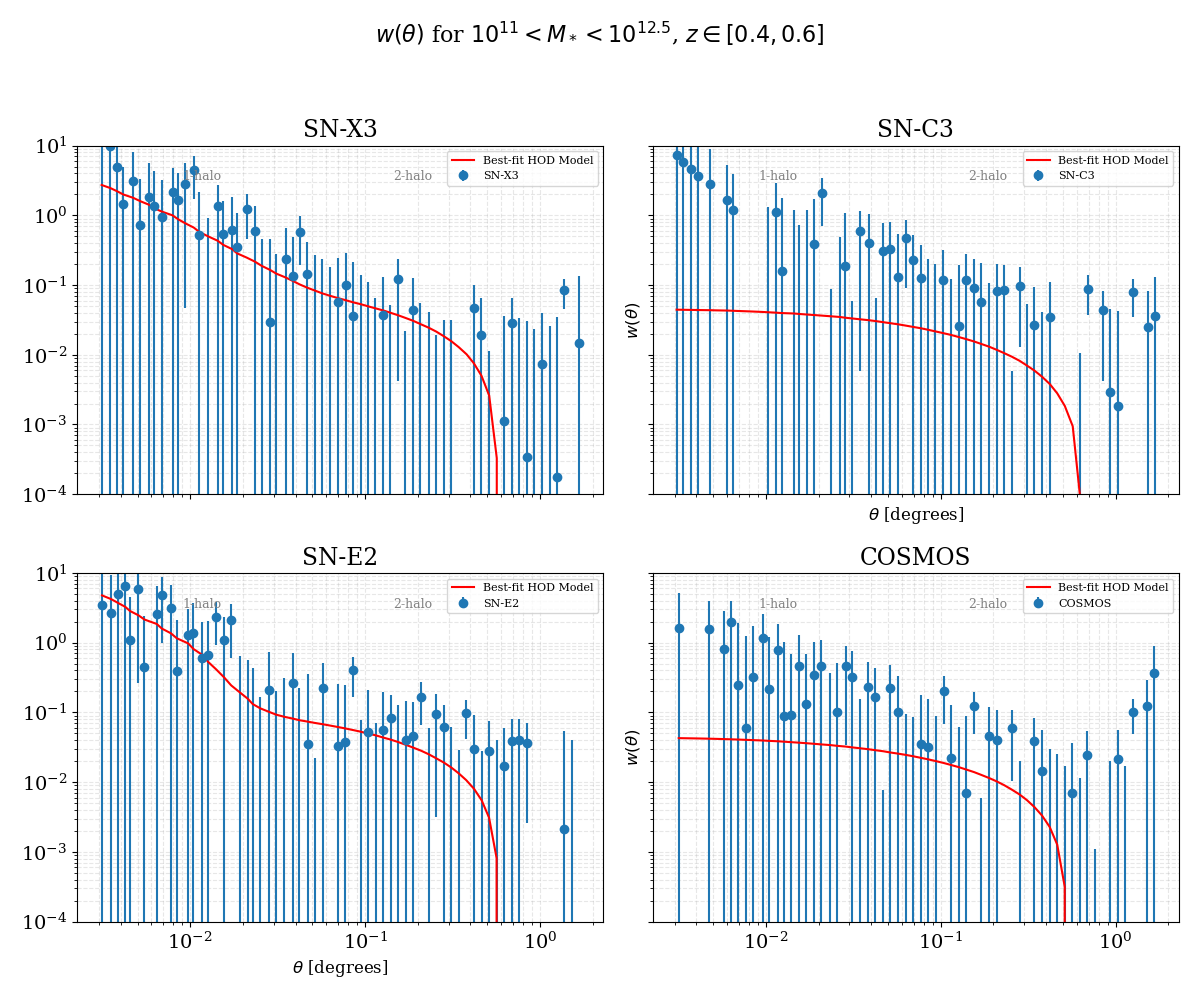 w(θ) for 10^11 < M_* < 10^12.5, z ∈ [0.4, 0.6]
SN-X3
10^1
10^0
10^-1
10^-2
10^-3
10^-4
1-halo
2-halo
Best-fit HOD Model
SN-X3
SN-C3
w(θ)
1-halo
2-halo
Best-fit HOD Model
SN-C3
θ [degrees]
SN-E2
10^1
10^0
10^-1
10^-2
10^-3
10^-4
1-halo
2-halo
Best-fit HOD Model
SN-E2
10^-2
10^-1
10^0
θ [degrees]
COSMOS
w(θ)
1-halo
2-halo
Best-fit HOD Model
COSMOS
10^-2
10^-1
10^0